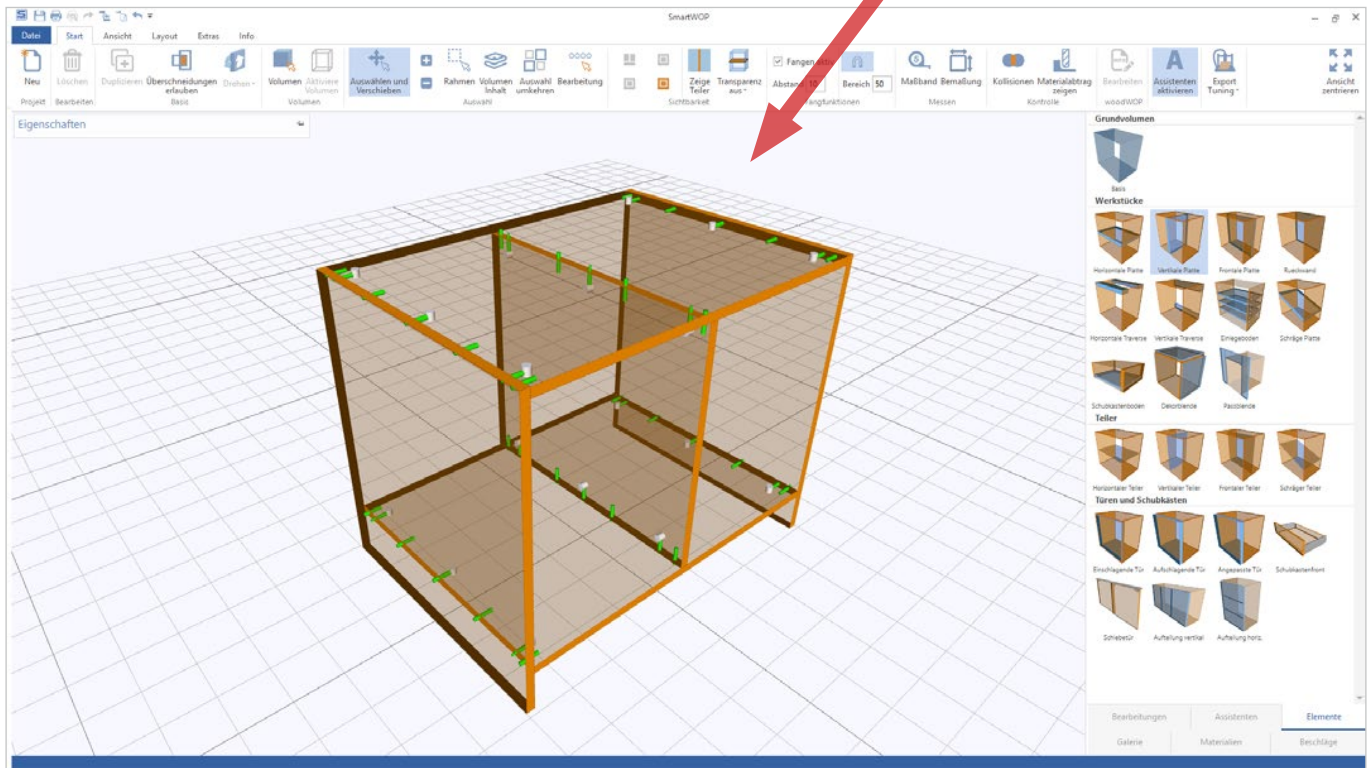 SmartWOP
Datei Start Ansicht Layout Extras Info
Neu Löschen Duplizieren Überschneidungen erlauben Drehen Volumen Aktiviere Volumen Auswählen und Verschieben Rahmen Volumen Inhalt Auswahl umkehren Bearbeitung Zeige Teiler Transparenz aus Fangen aktiv Abstand 10 Bereich 50 Maßband Bemaßung Kollisionen Materialabtrag zeigen Bearbeiten Assistenten aktivieren Export Tuning Ansicht zentrieren
Projekt Bearbeiten Basis Volumen Auswahl Sichtbarkeit Fangfunktionen Messen Kontrolle woodWOP
Eigenschaften
Grundvolumen
Basis
Werkstücke
Horizontale Platte Vertikale Platte Frontale Platte Rueckwand
Horizontale Traverse Vertikale Traverse Einlegeboden Schräge Platte
Schubkastenboden Dekorblende Passblende
Teiler
Horizontaler Teiler Vertikaler Teiler Frontaler Teiler Schräger Teiler
Türen und Schubkästen
Einschlagende Tür Aufschlagende Tür Angepasste Tür Schubkastenfront
Schiebetür Aufteilung vertikal Aufteilung horiz.
Bearbeitungen Assistenten Elemente
Galerie Materialien Beschläge